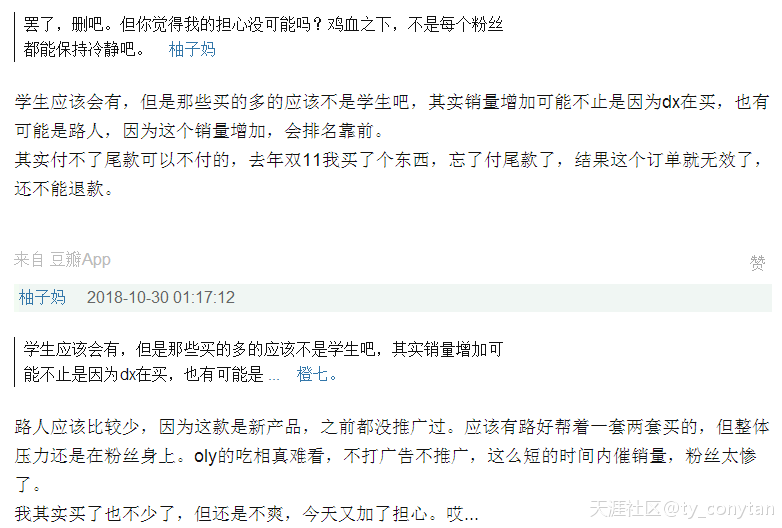 罢了，删吧。但你觉得我的担心没可能吗？鸡血之下，不是每个粉丝
都能保持冷静吧。 柚子妈
学生应该会有，但是那些买的多的应该不是学生吧，其实销量增加可能不止是因为dx在买，也有
可能是路人，因为这个销量增加，会排名靠前。
其实付不了尾款可以不付的，去年双11我买了个东西，忘了付尾款了，结果这个订单就无效了，
还不能退款。
来自 豆瓣App
赞
柚子妈 2018-10-30 01:17:12
学生应该会有，但是那些买的多的应该不是学生吧，其实销量增加可
能不止是因为dx在买，也有可能是 ... 橙七。
路人应该比较少，因为这款是新产品，之前都没推广过。应该有路好帮着一套两套买的，但整体
压力还是在粉丝身上。oly的吃相真难看，不打广告不推广，这么短的时间内催销量，粉丝太惨
了。
我其实买了也不少了，但还是不爽，今天又加了担心。哎...
天涯社区@ty_conytan